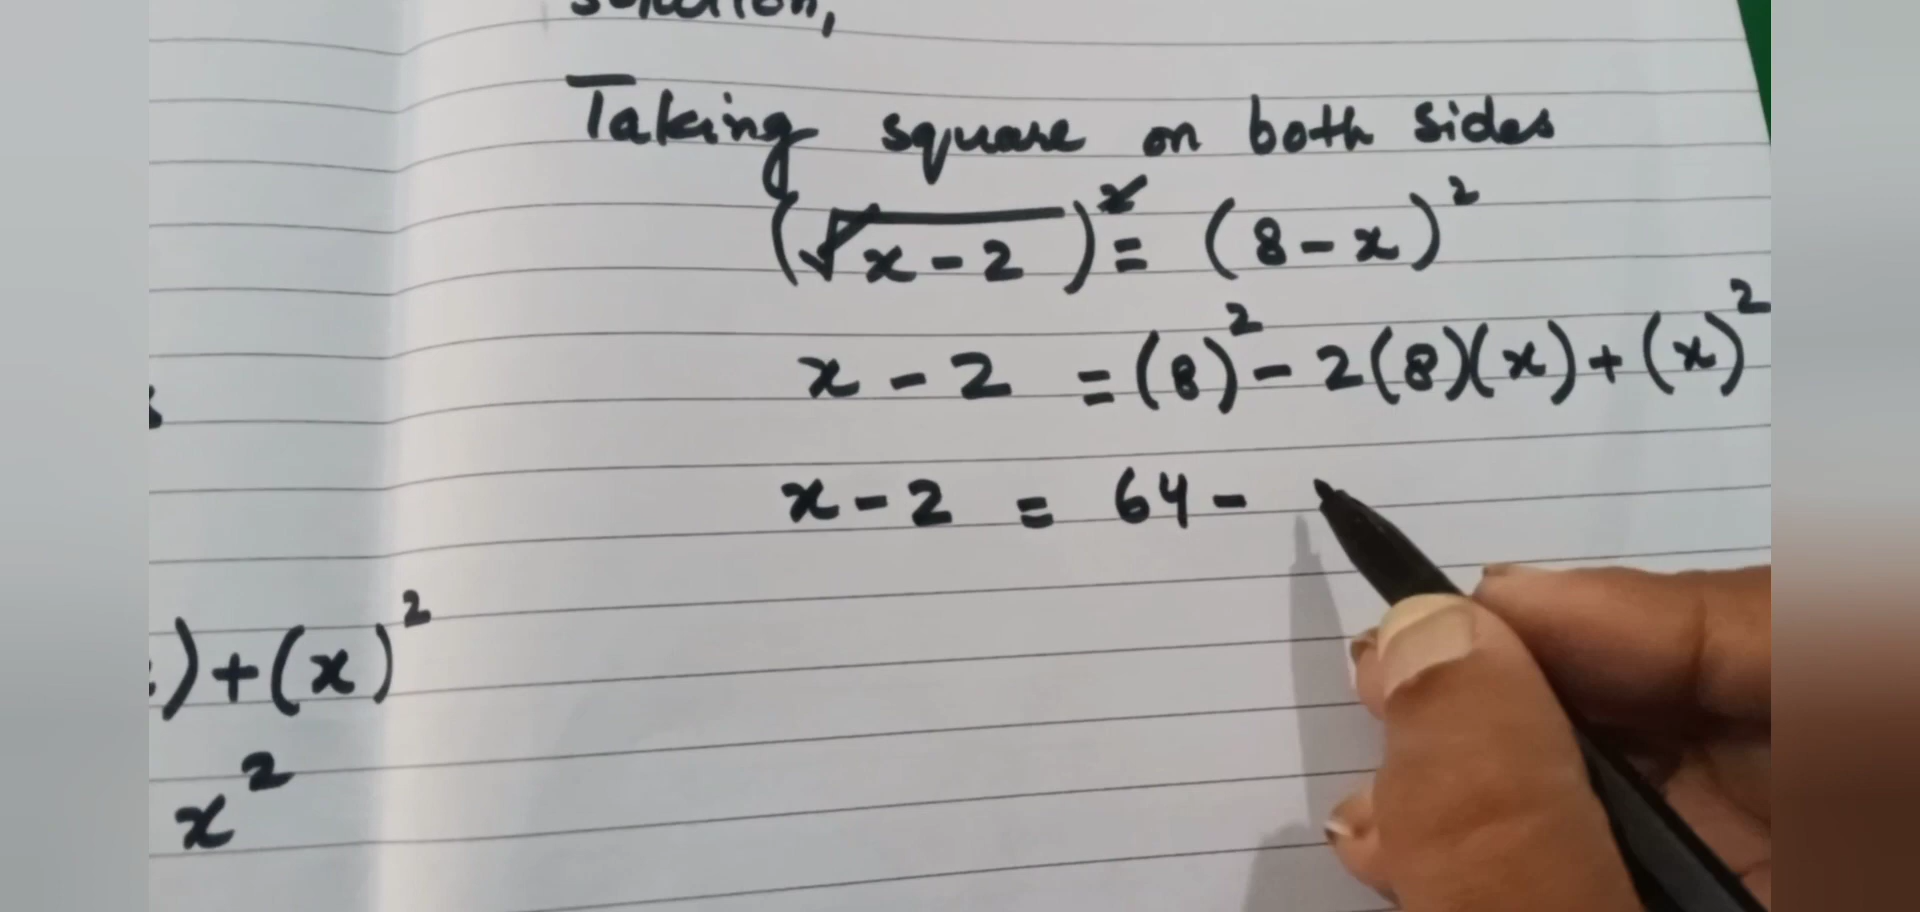 solution,
Taking square on both sides
(√x-2)² = (8-x)²
x-2 = (8)² - 2(8)(x) + (x)²
x-2 = 64 -
) + (x)²
x²